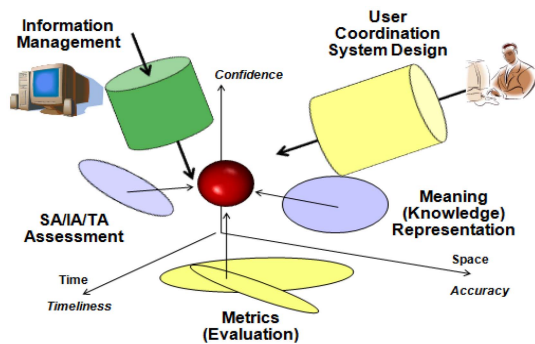 Information
Management
User
Coordination
System Design
Confidence
SA/IA/TA
Assessment
Meaning
(Knowledge)
Representation
Time
Timeliness
Space
Accuracy
Metrics
(Evaluation)